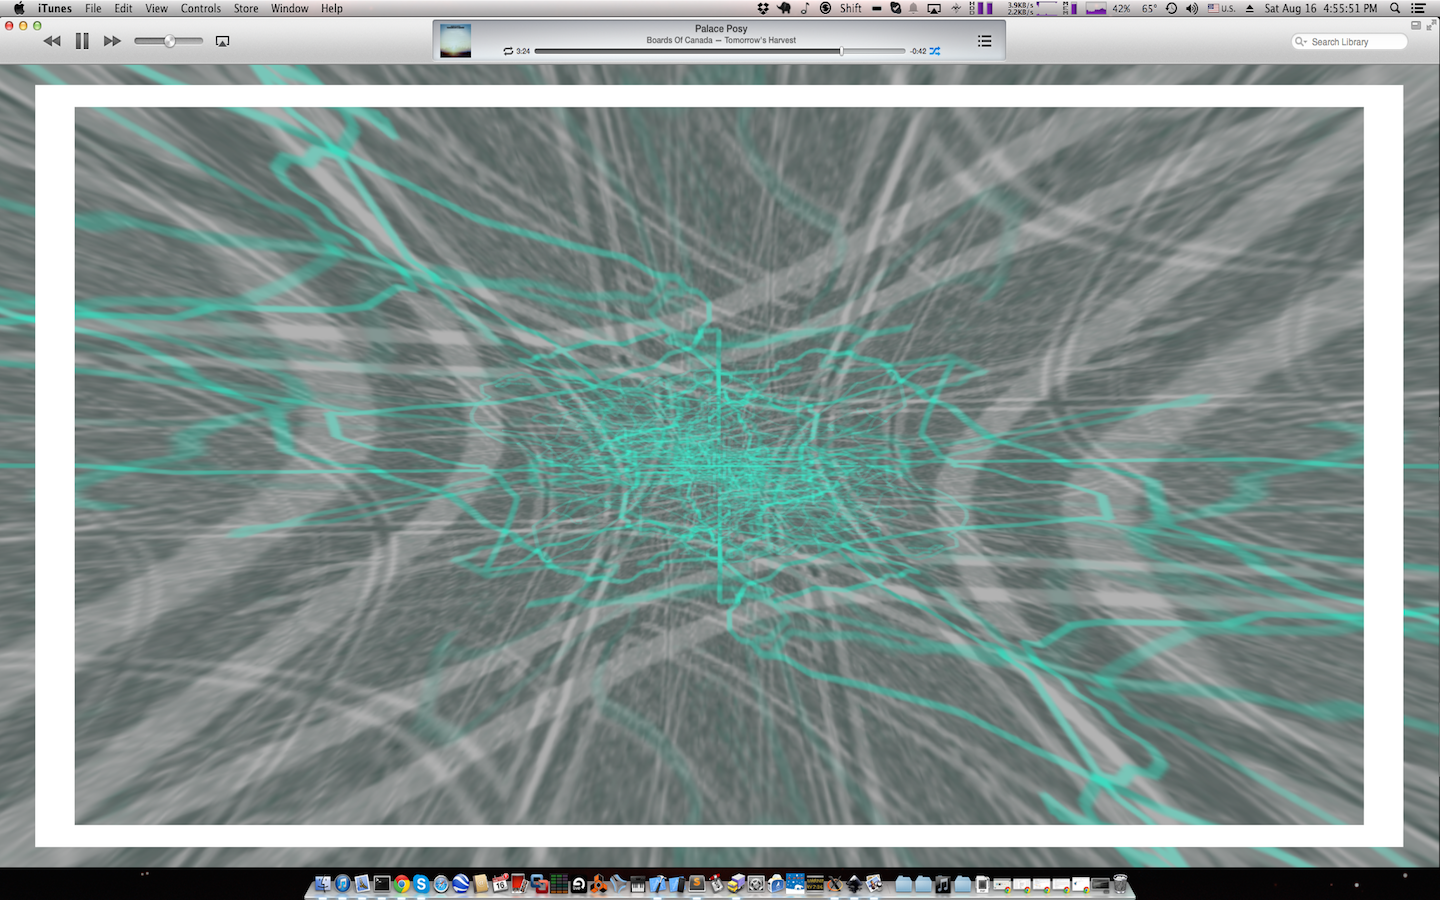 iTunes File Edit View Controls Store Window Help
Shift 3.9KB/s 42% 65° U.S. Sat Aug 16 4:55:51 PM
2.2KB/s
Palace Posy
Boards Of Canada — Tomorrow's Harvest
3:24 -0:42
Search Library
16